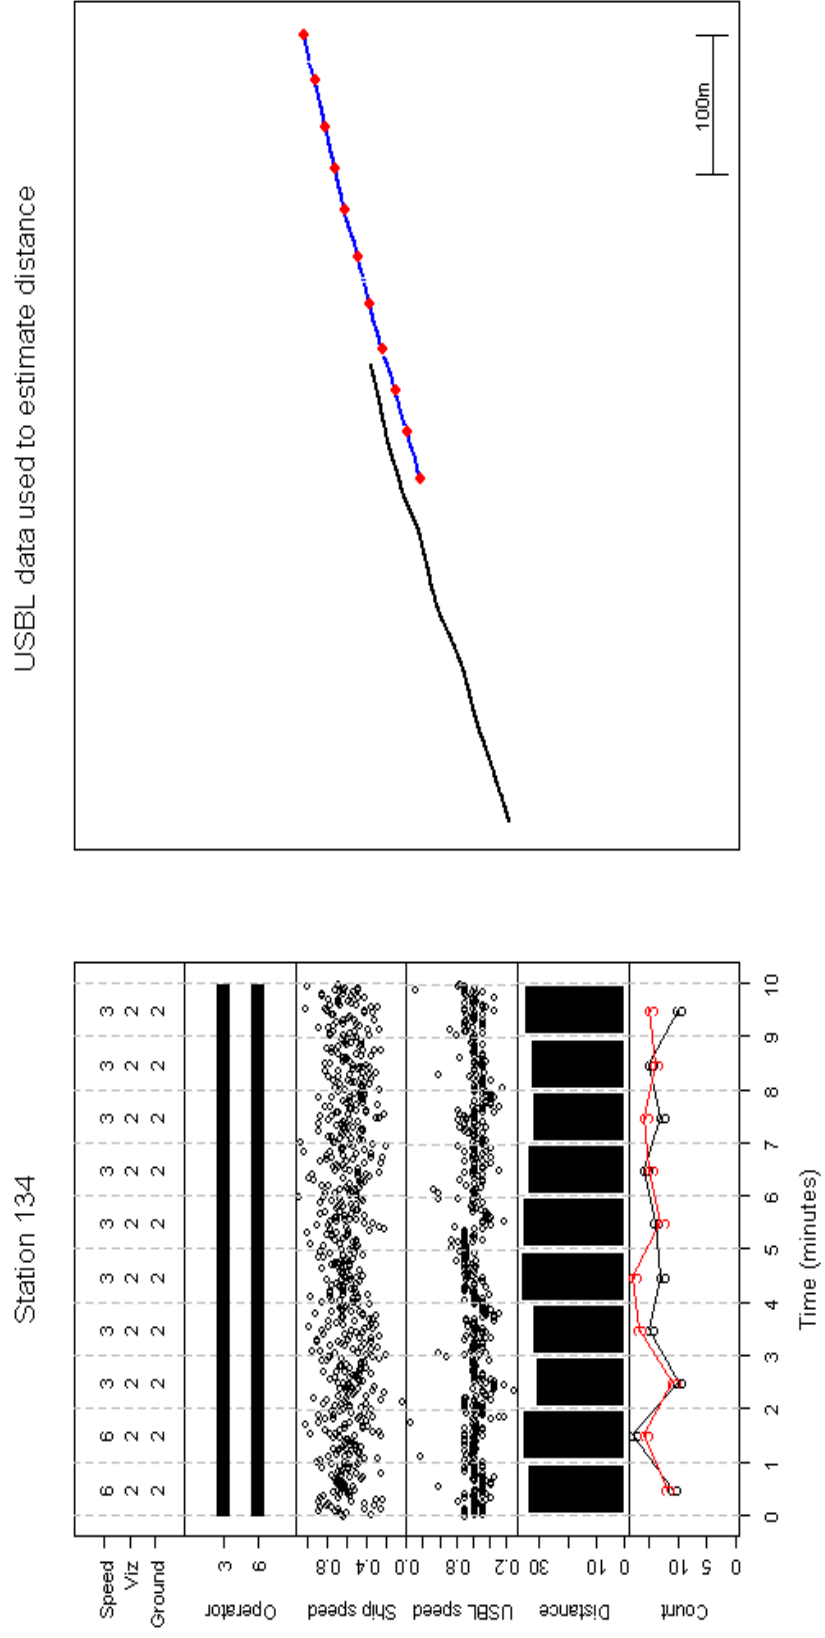 Station 134
Speed 6 6 3 3 3 3 3 3 3 3
Viz 2 2 2 2 2 2 2 2 2 2
Ground 2 2 2 2 2 2 2 2 2 2
Operator
3
6
Ship speed
0.8 0.4 0.0
USBL speed
0.8 0.2
Distance
30 10 0
Count
10 5 0
0 1 2 3 4 5 6 7 8 9 10
Time (minutes)
USBL data used to estimate distance
100m